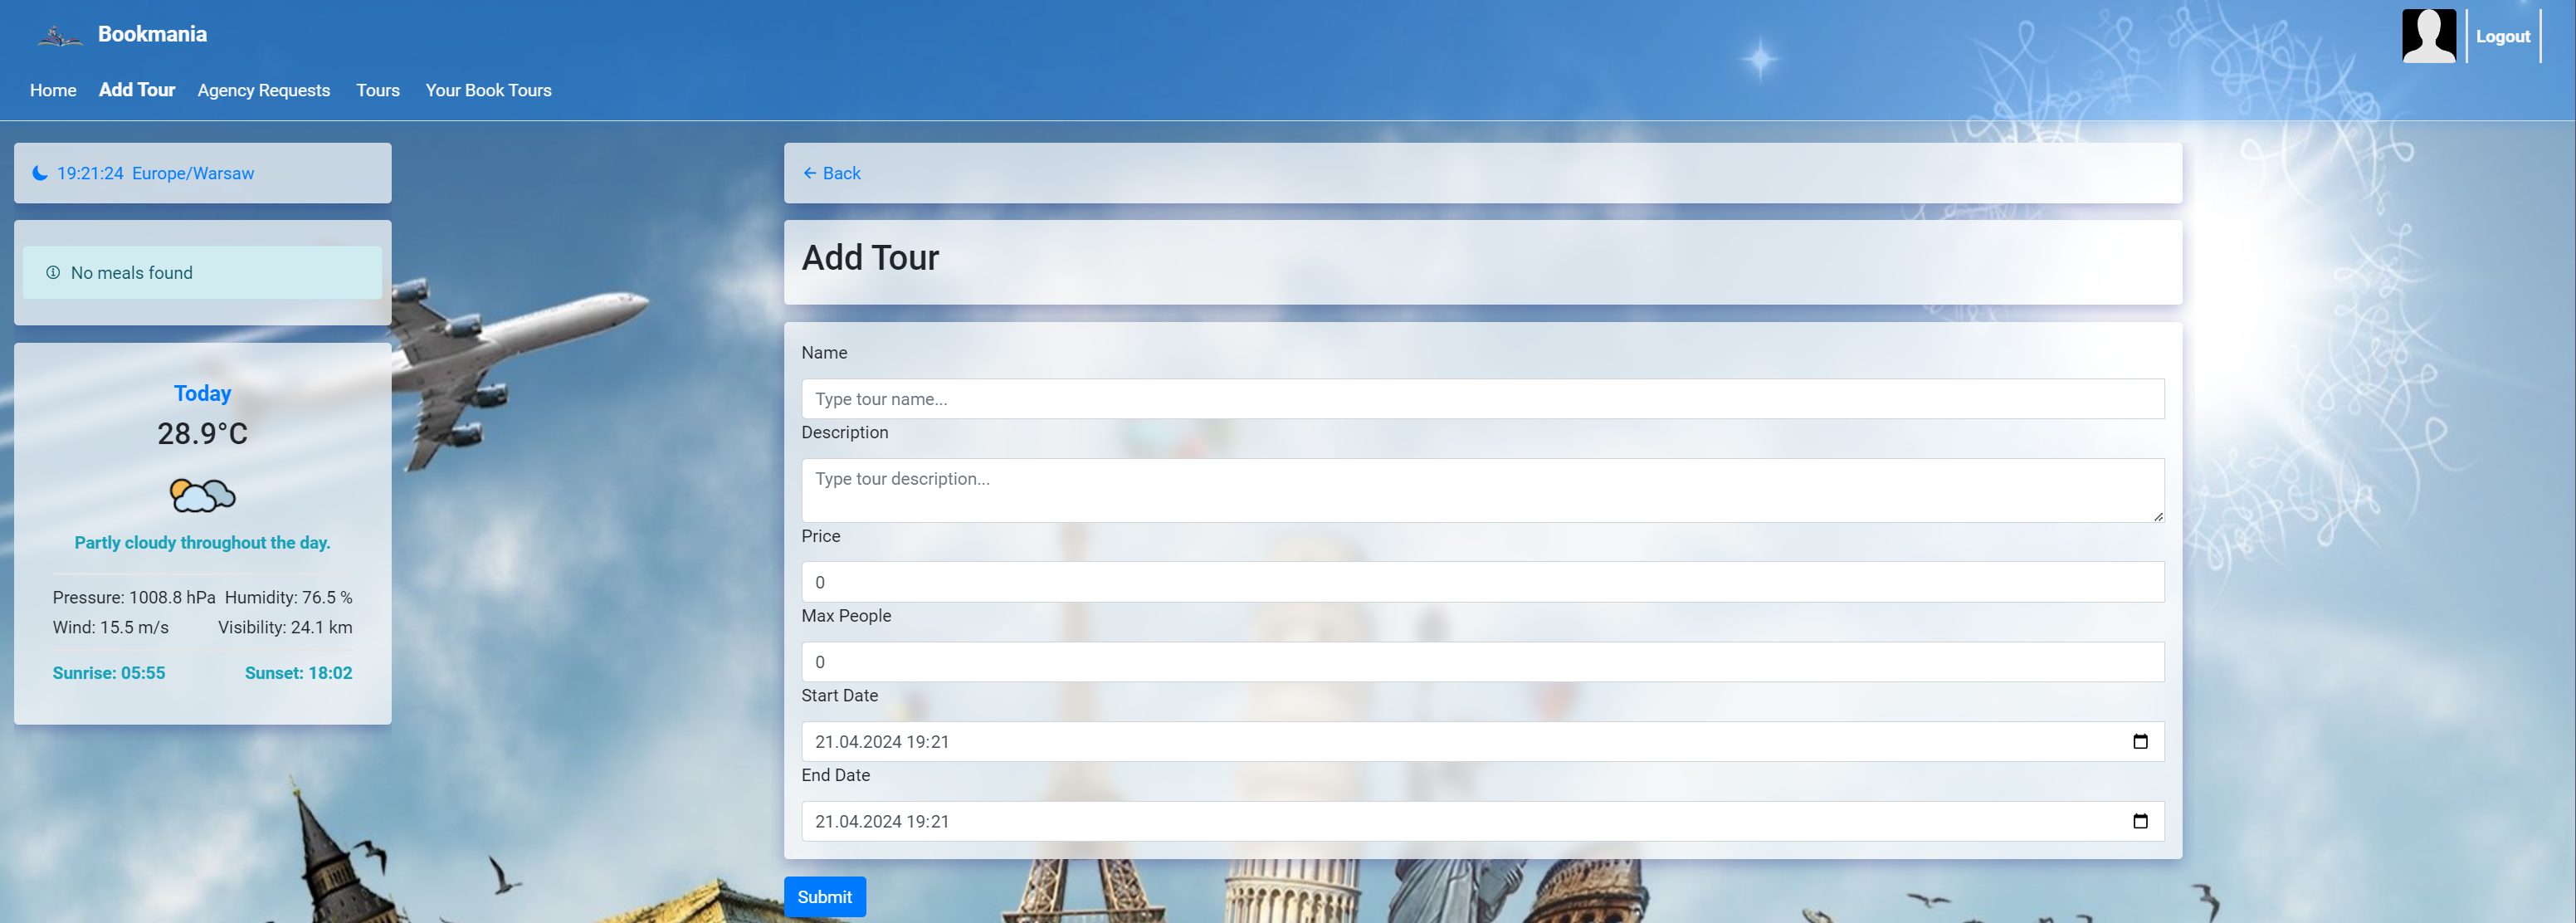 Bookmania
Logout
Home Add Tour Agency Requests Tours Your Book Tours
19:21:24 Europe/Warsaw
No meals found
Today
28.9°C
Partly cloudy throughout the day.
Pressure: 1008.8 hPa Humidity: 76.5 %
Wind: 15.5 m/s Visibility: 24.1 km
Sunrise: 05:55 Sunset: 18:02
← Back
Add Tour
Name
Type tour name...
Description
Type tour description...
Price
0
Max People
0
Start Date
21.04.2024 19:21
End Date
21.04.2024 19:21
Submit